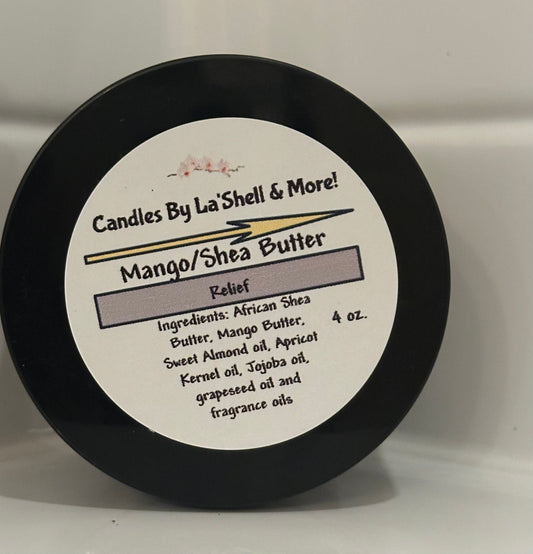 Candles By La'Shell & More!
Mango/Shea Butter
Relief
Ingredients: African Shea
Butter, Mango Butter,
4 oz.
Sweet Almond oil, Apricot
Kernel oil, Jojoba oil,
grapeseed oil and
fragrance oils